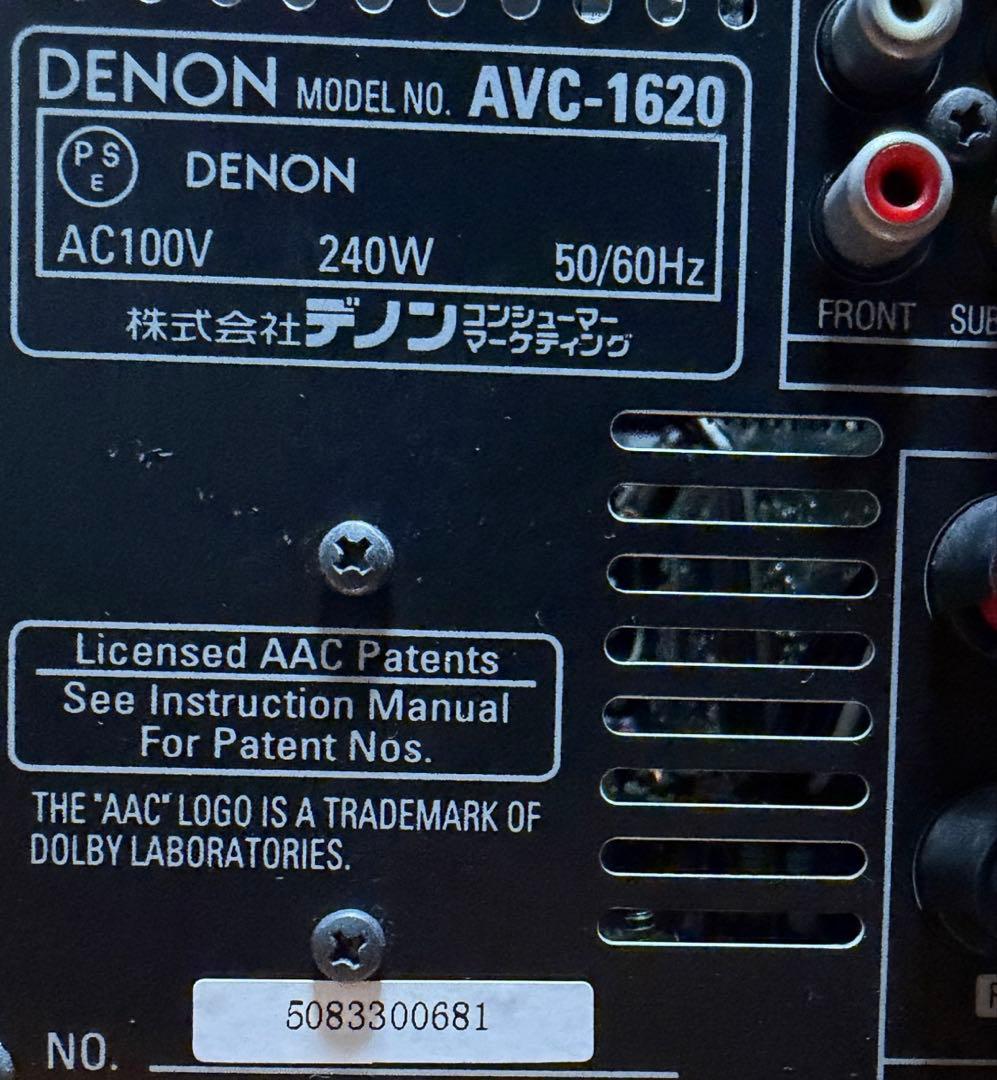 DENON MODEL NO. AVC-1620
PSE DENON
AC100V 240W 50/60Hz
株式会社デノンコンシューマーマーケティング
FRONT
Licensed AAC Patents
See Instruction Manual
For Patent Nos.
THE "AAC" LOGO IS A TRADEMARK OF
DOLBY LABORATORIES.
NO. 5083300681